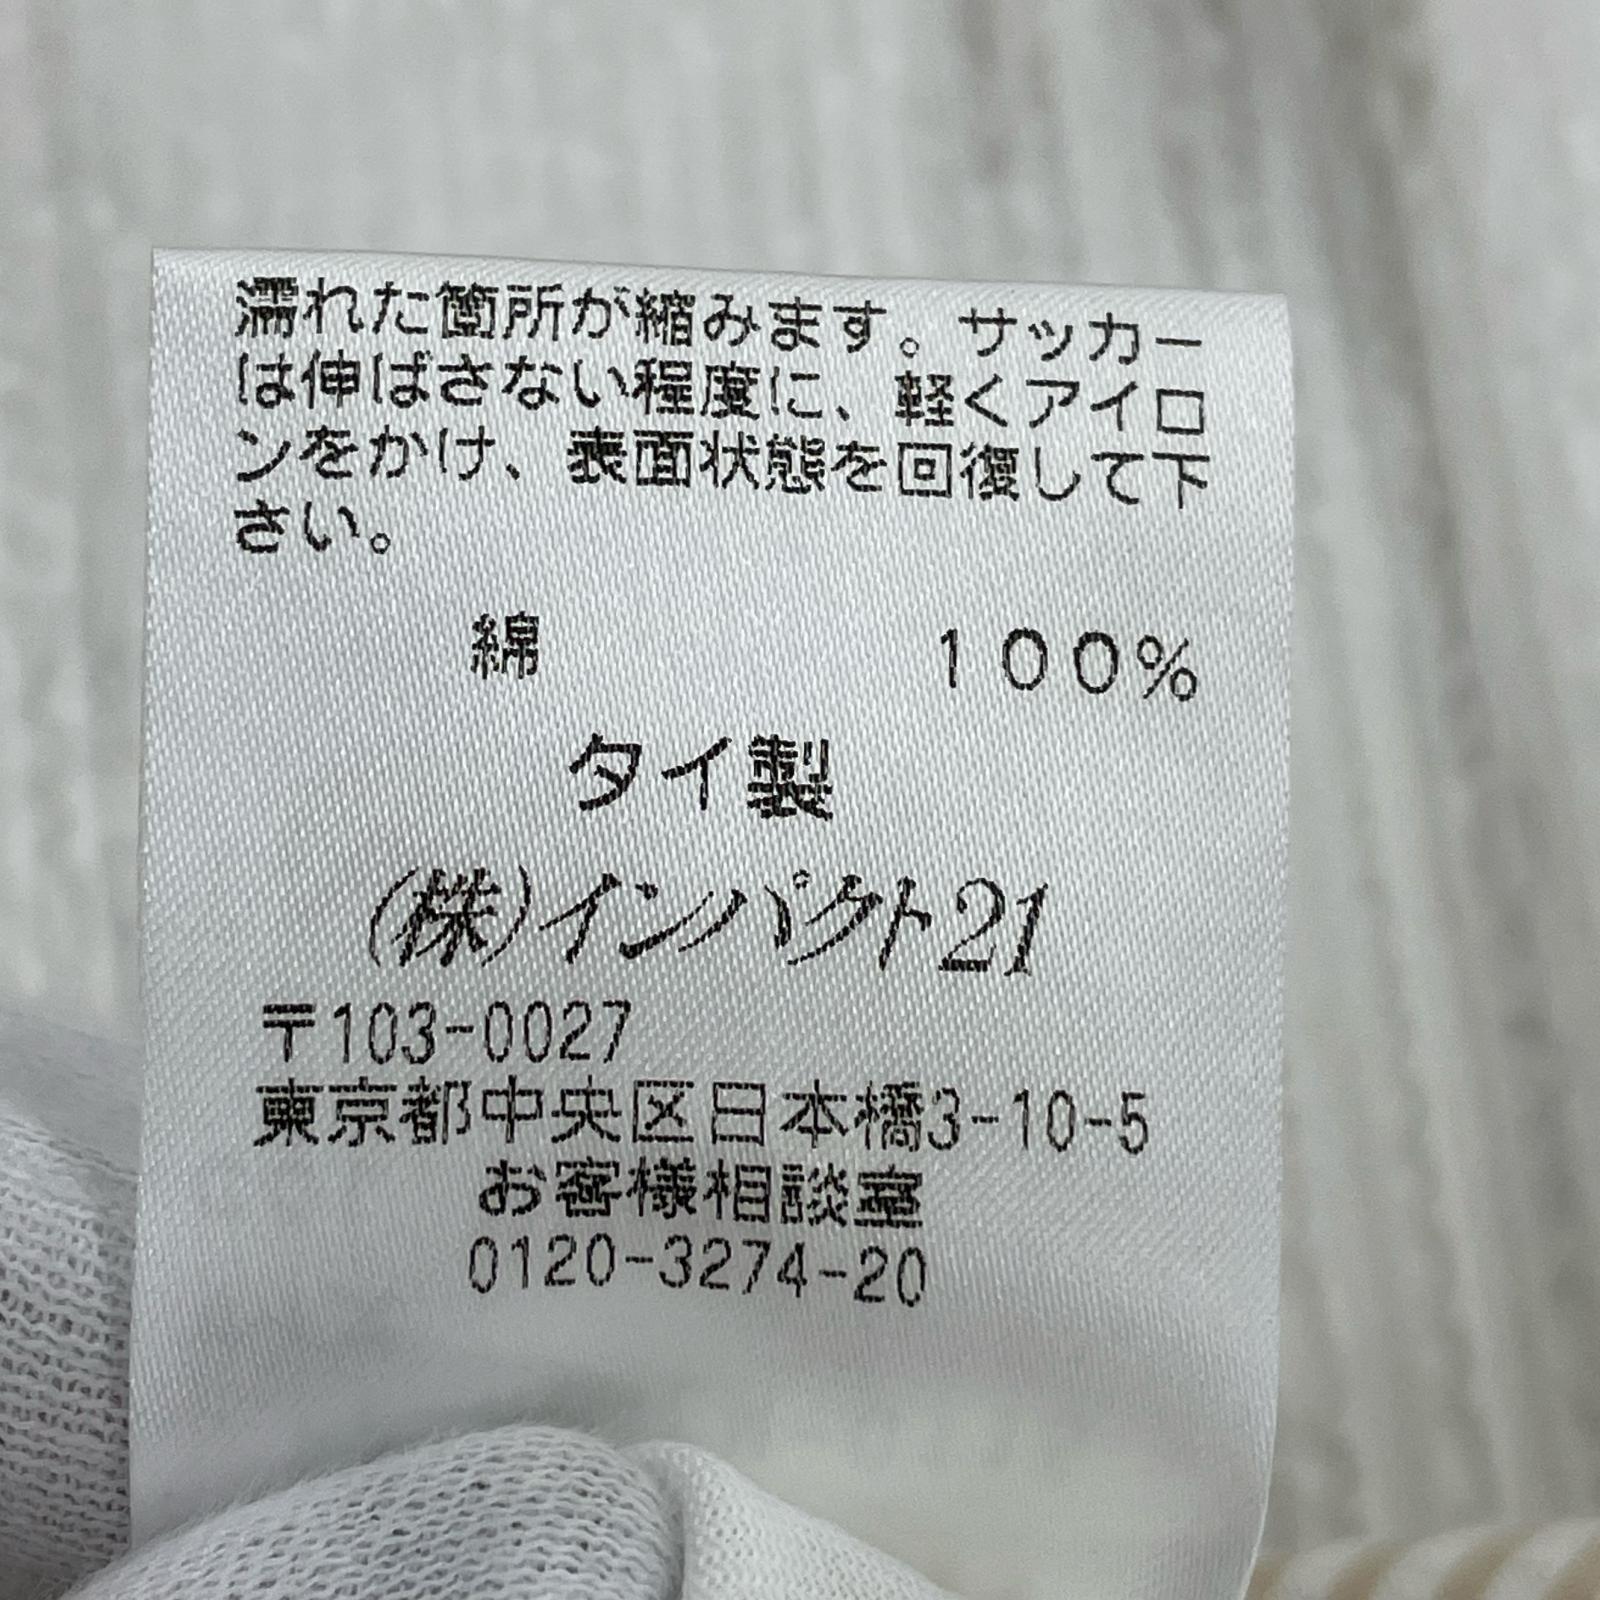 濡れた箇所が縮みます。サッカー
は伸ばさない程度に、軽くアイロ
ンをかけ、表面状態を回復して下
さい。
綿 100%
タイ製
(株)インパクト21
〒103-0027
東京都中央区日本橋3-10-5
お客様相談室
0120-3274-20